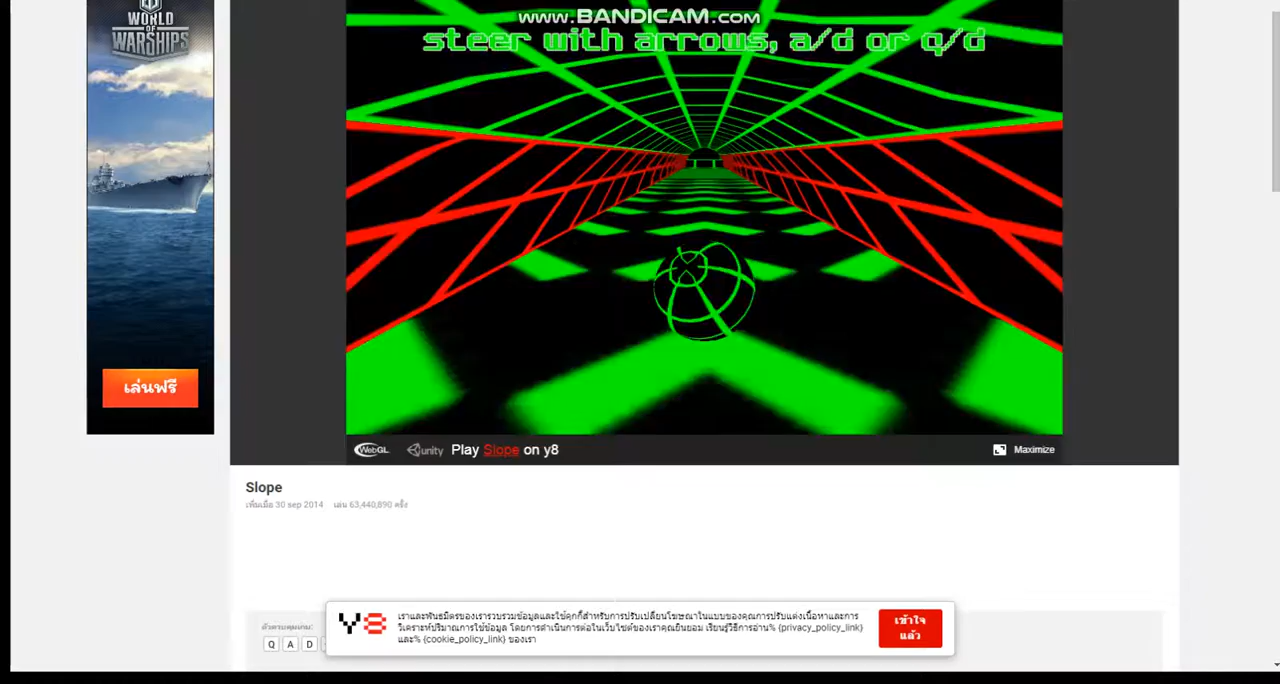 WORLD
OF
WARSHIPS
เล่นฟรี
www.BANDICAM.com
steer with arrows, a/d or q/d
WebGL unity Play Slope on y8 Maximize
Slope
เพิ่มเมื่อ 30 sep 2014 เล่น 63,440,890 ครั้ง
ตัวควบคุมเกม:
Q A D
Y8
เราและพันธมิตรของเรารวบรวมข้อมูลและใช้คุกกี้สำหรับการปรับเปลี่ยนโฆษณาในแบบของคุณการปรับแต่งเนื้อหาและการ
วิเคราะห์ปริมาณการใช้ข้อมูล โดยการดำเนินการต่อในเว็บไซต์ของเราคุณยินยอม เรียนรู้วิธีการอ่าน% {privacy_policy_link}
และ% {cookie_policy_link} ของเรา
เข้าใจ
แล้ว